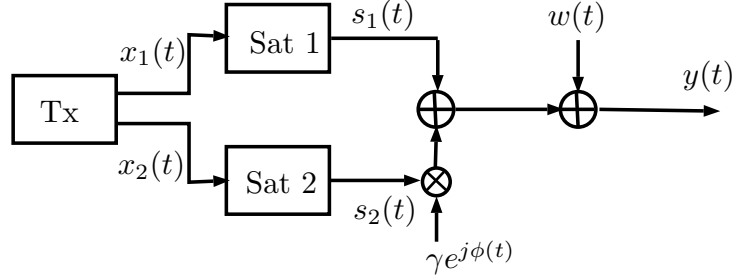 s₁(t)
w(t)
x₁(t)
Sat 1
y(t)
Tx
x₂(t)
Sat 2
s₂(t)
γe^{jϕ(t)}